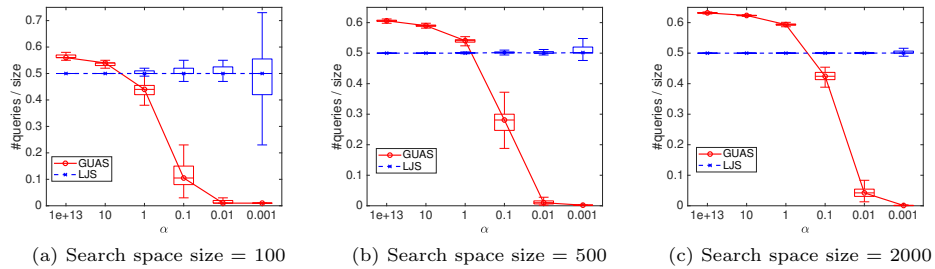 #queries / size
0.7
0.6
0.5
0.4
0.3
0.2
0.1
0
GUAS
LJS
1e+13 10 1 0.1 0.01 0.001
α
(a) Search space size = 100
#queries / size
0.6
0.5
0.4
0.3
0.2
0.1
0
GUAS
LJS
1e+13 10 1 0.1 0.01 0.001
α
(b) Search space size = 500
#queries / size
0.6
0.5
0.4
0.3
0.2
0.1
0
GUAS
LJS
1e+13 10 1 0.1 0.01 0.001
α
(c) Search space size = 2000